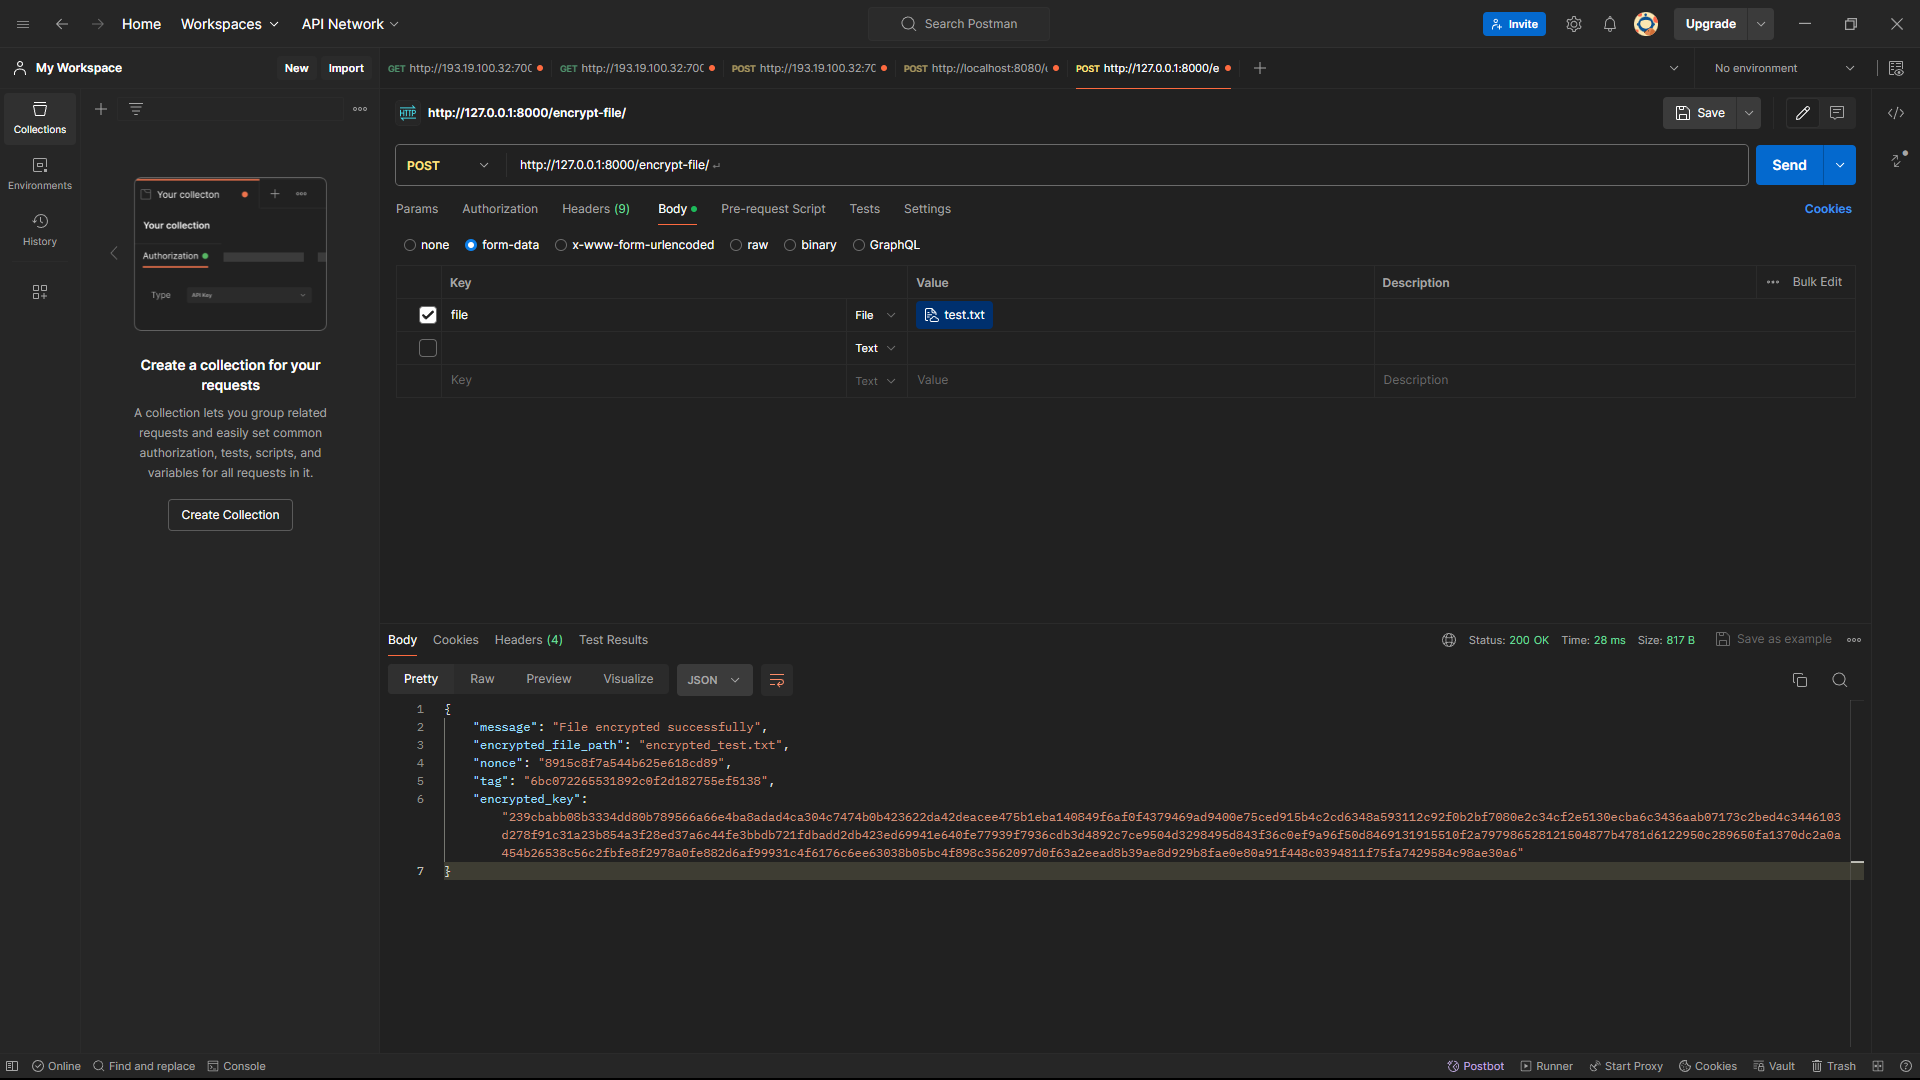 Home
Workspaces
API Network
Search Postman
Invite
Upgrade
My Workspace
New
Import
GET http://193.19.100.32:70
GET http://193.19.100.32:70
POST http://193.19.100.32:7
POST http://localhost:8080/
POST http://127.0.0.1:8000/e
No environment
Collections
Environments
History
Your collecton
Your collection
Authorization
Type
API Key
Create a collection for your
requests
A collection lets you group related
requests and easily set common
authorization, tests, scripts, and
variables for all requests in it.
Create Collection
HTTP
http://127.0.0.1:8000/encrypt-file/
Save
POST
http://127.0.0.1:8000/encrypt-file/
Send
Params
Authorization
Headers (9)
Body
Pre-request Script
Tests
Settings
Cookies
none
form-data
x-www-form-urlencoded
raw
binary
GraphQL
Key
Value
Description
Bulk Edit
file
File
test.txt
Text
Key
Text
Value
Description
Body
Cookies
Headers (4)
Test Results
Status: 200 OK
Time: 28 ms
Size: 817 B
Save as example
Pretty
Raw
Preview
Visualize
JSON
1 {
2 "message": "File encrypted successfully",
3 "encrypted_file_path": "encrypted_test.txt",
4 "nonce": "8915c8f7a544b625e618cd89",
5 "tag": "6bc072265531892c0f2d182755ef5138",
6 "encrypted_key":
"239cbabb08b3334dd80b789566a66e4ba8adad4ca304c7474b0b423622da42deacee475b1eba140849f6af0f4379469ad9400e75ced915b4c2cd6348a593112c92f0b2bf7080e2c34cf2e5130ecba6c3436aab07173c2bed4c3446103
d278f91c31a23b854a3f28ed37a6c44fe3bbdb721fdbadd2db423ed69941e640fe77939f7936cdb3d4892c7ce9504d3298495d843f36c0ef9a96f50d8469131915510f2a797986528121504877b4781d6122950c289650fa1370dc2a0a
454b26538c56c2fbfe8f2978a0fe882d6af99931c4f6176c6ee63038b05bc4f898c3562097d0f63a2eead8b39ae8d929b8fae0e80a91f448c0394811f75fa7429584c98ae30a6"
7 }
Online
Find and replace
Console
Postbot
Runner
Start Proxy
Cookies
Vault
Trash